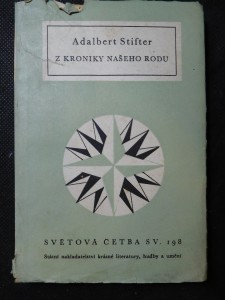 Adalbert Stifter
Z KRONIKY NAŠEHO RODU
SVĚTOVÁ ČETBA SV. 198
Státní nakladatelství krásné literatury, hudby a umění